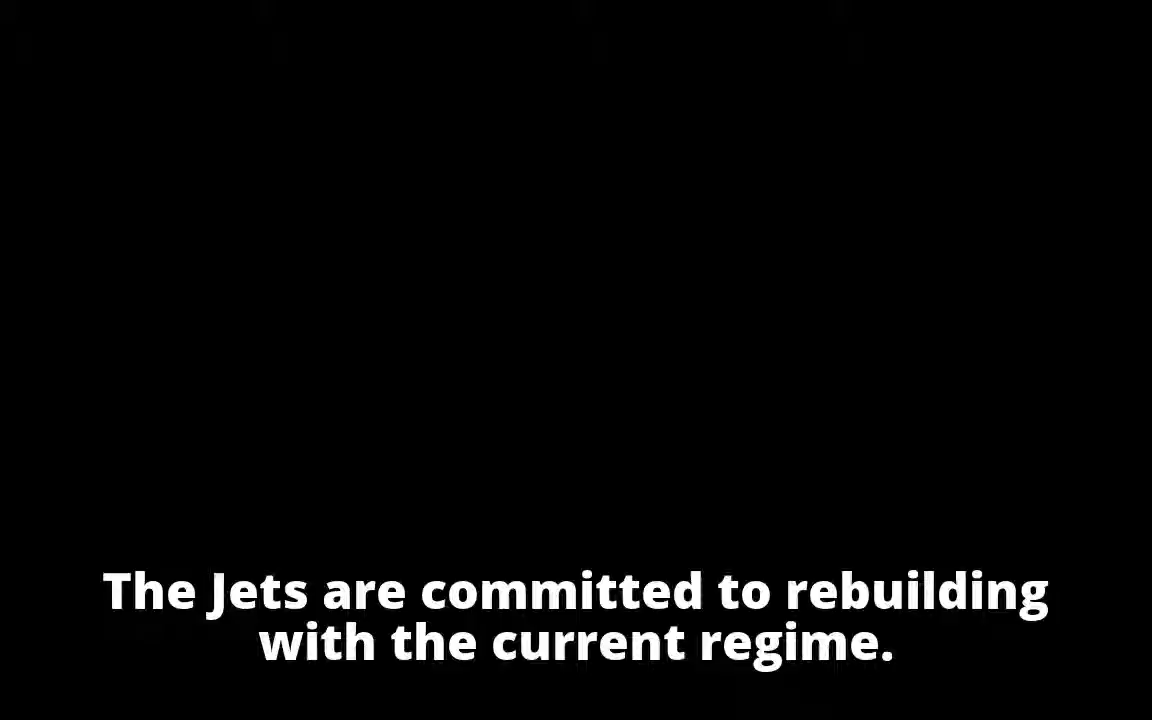 The Jets are committed to rebuilding
with the current regime.